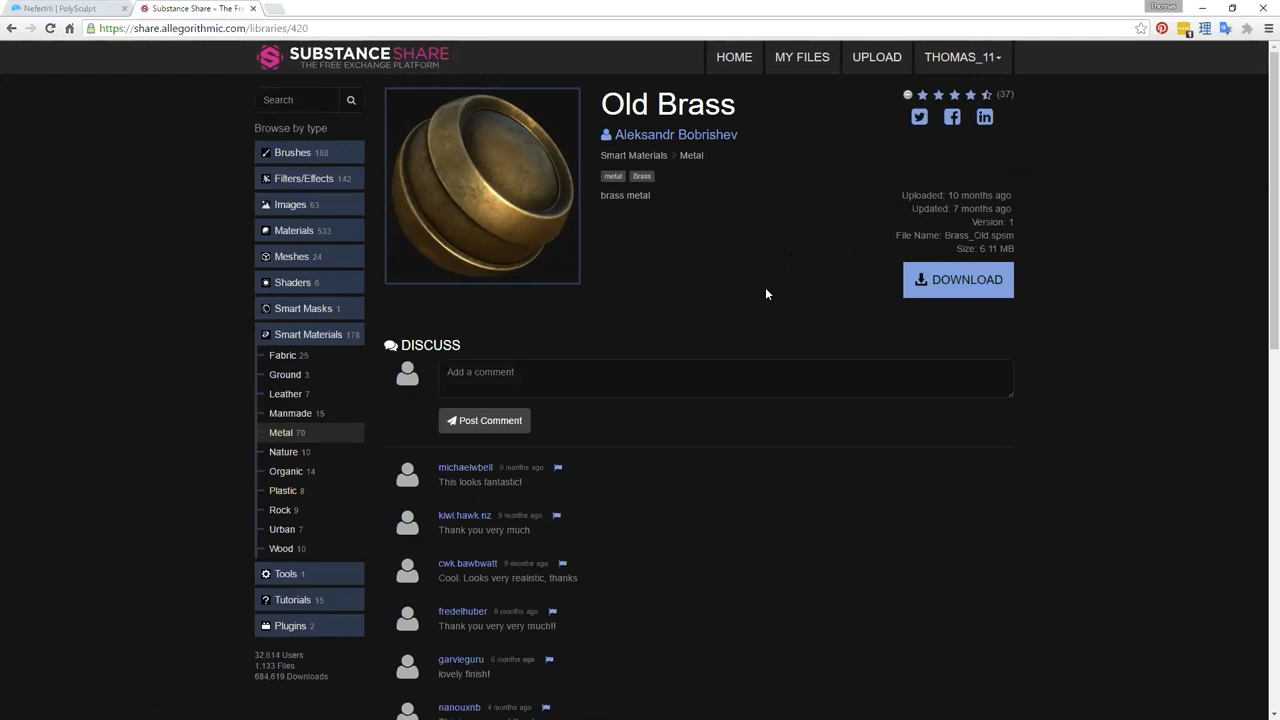 Nefertiti | PolySculpt
Substance Share « The Fre
Thomas
https://share.allegorithmic.com/libraries/420
SUBSTANCE SHARE
THE FREE EXCHANGE PLATFORM
HOME
MY FILES
UPLOAD
THOMAS_11
Search
Browse by type
Brushes 168
Filters/Effects 142
Images 63
Materials 533
Meshes 24
Shaders 6
Smart Masks 1
Smart Materials 178
Fabric 25
Ground 3
Leather 7
Manmade 15
Metal 70
Nature 10
Organic 14
Plastic 8
Rock 9
Urban 7
Wood 10
Tools 1
Tutorials 15
Plugins 2
32,614 Users
1,133 Files
684,619 Downloads
Old Brass
Aleksandr Bobrishev
Smart Materials > Metal
metal Brass
brass metal
(37)
Uploaded: 10 months ago
Updated: 7 months ago
Version: 1
File Name: Brass_Old.spsm
Size: 6.11 MB
DOWNLOAD
DISCUSS
Add a comment
Post Comment
michaelwbell 9 months ago
This looks fantastic!
kiwi.hawk.nz 9 months ago
Thank you very much
cwk.bawbwatt 9 months ago
Cool. Looks very realistic, thanks
fredelhuber 6 months ago
Thank you very very much!!
garvieguru 6 months ago
lovely finish!
nanouxnb 4 months ago